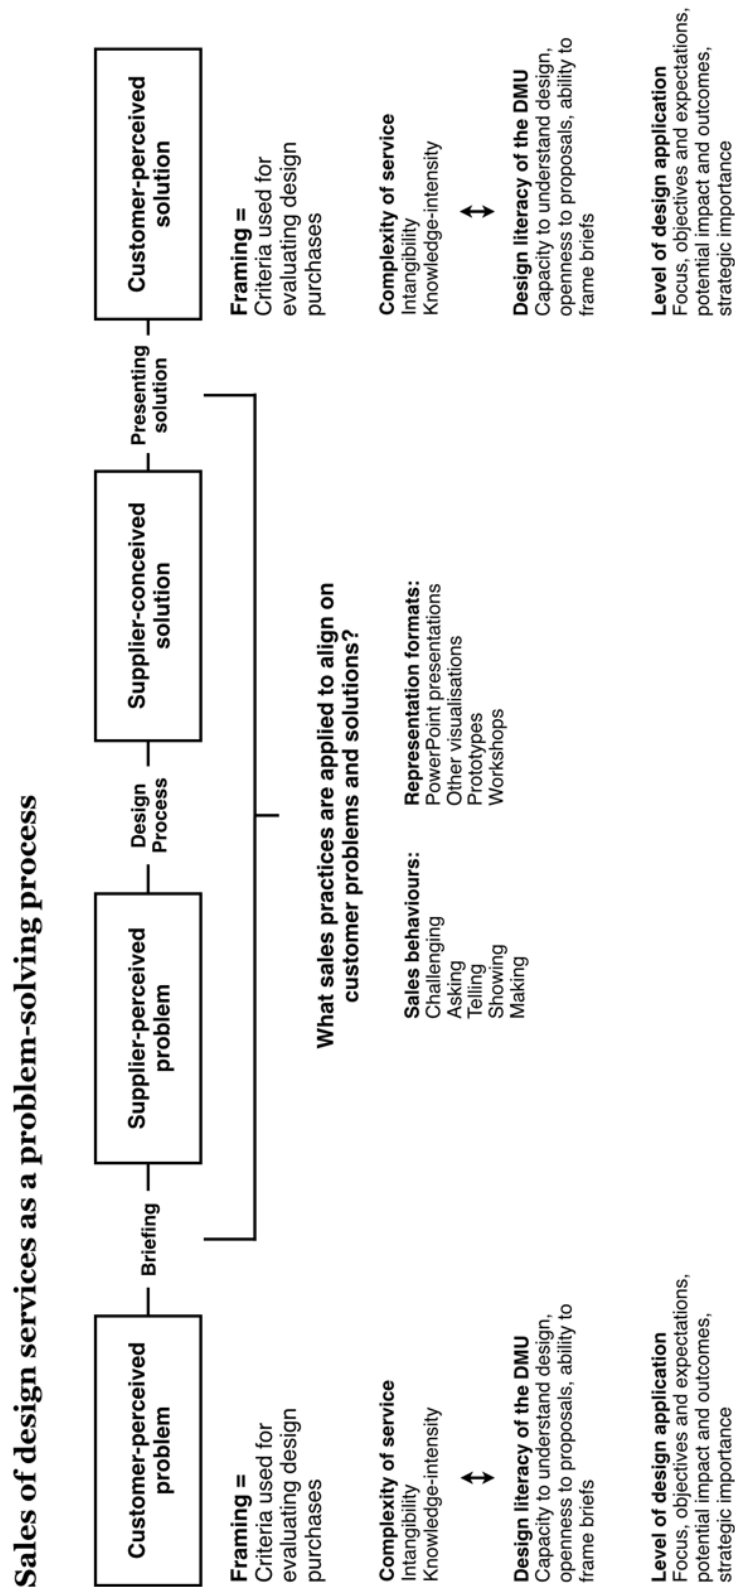 Sales of design services as a problem-solving process
Customer-perceived
problem
Briefing
Supplier-perceived
problem
Design
Process
Supplier-conceived
solution
Presenting
solution
Customer-perceived
solution
Framing =
Criteria used for
evaluating design
purchases
Complexity of service
Intangibility
Knowledge-intensity
Design literacy of the DMU
Capacity to understand design,
openness to proposals, ability to
frame briefs
Level of design application
Focus, objectives and expectations,
potential impact and outcomes,
strategic importance
What sales practices are applied to align on
customer problems and solutions?
Sales behaviours:
Challenging
Asking
Telling
Showing
Making
Representation formats:
PowerPoint presentations
Other visualisations
Prototypes
Workshops
Framing =
Criteria used for
evaluating design
purchases
Complexity of service
Intangibility
Knowledge-intensity
Design literacy of the DMU
Capacity to understand design,
openness to proposals, ability to
frame briefs
Level of design application
Focus, objectives and expectations,
potential impact and outcomes,
strategic importance